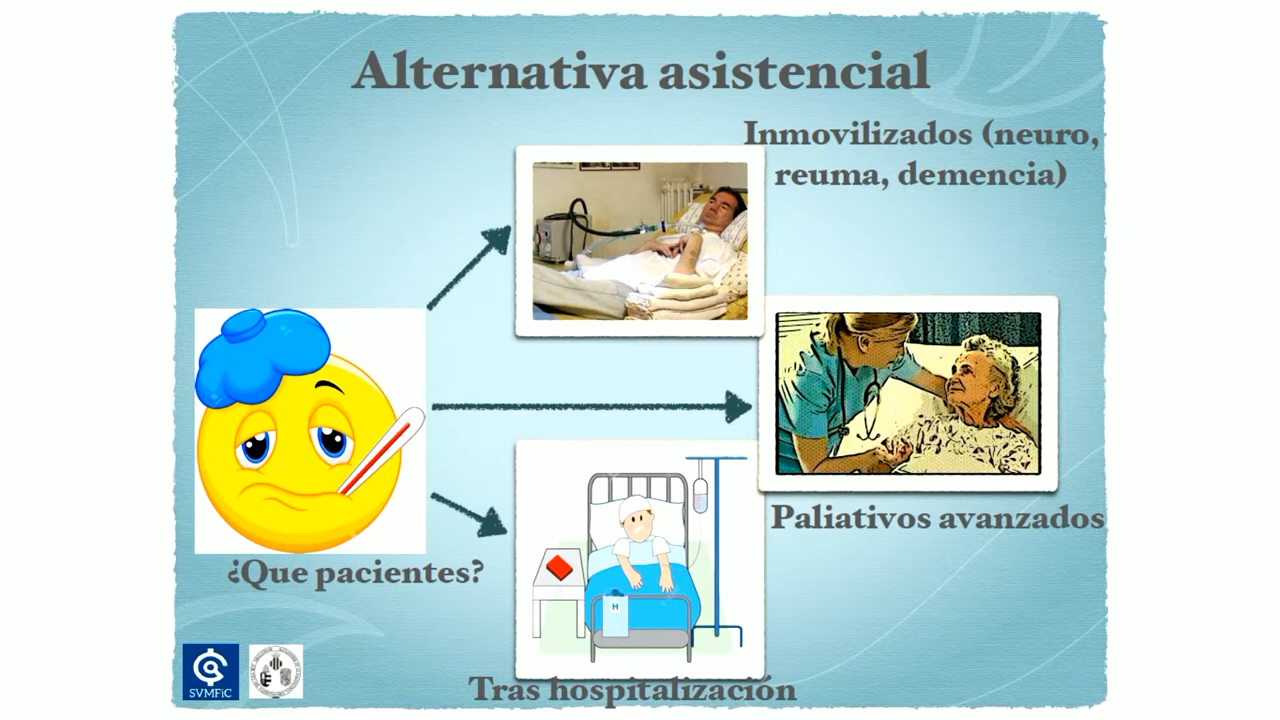 Alternativa asistencial
Inmovilizados (neuro,
reuma, demencia)
Paliativos avanzados
¿Que pacientes?
H
Tras hospitalización
SVMFiC